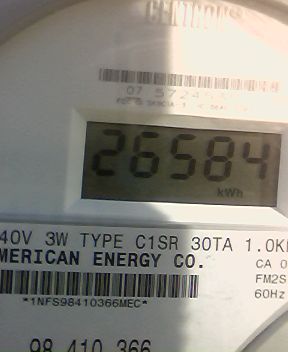 CENTRON
26584
kWh
40V 3W TYPE C1SR 30TA 1.0K
MERICAN ENERGY CO.
CA 0
FM2S
60Hz
*1NFS98410366MEC*
98 410 366